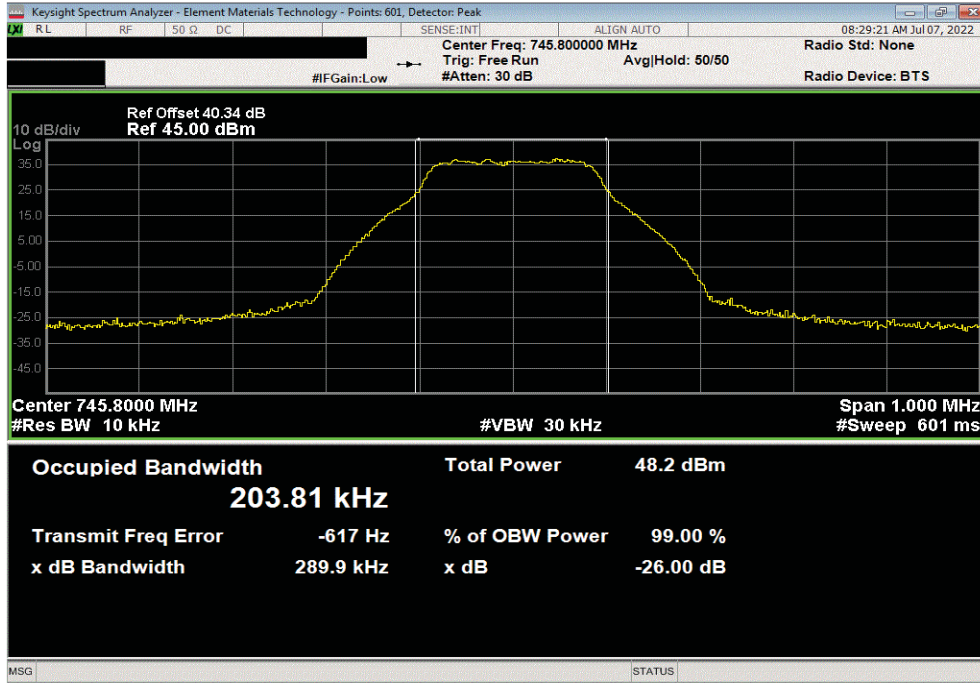 Keysight Spectrum Analyzer - Element Materials Technology - Points: 601, Detector: Peak
LXI RL RF 50 Ω DC SENSE:INT ALIGN AUTO 08:29:21 AM Jul 07, 2022
Center Freq: 745.800000 MHz Radio Std: None
Trig: Free Run Avg|Hold: 50/50
#IFGain:Low #Atten: 30 dB Radio Device: BTS
Ref Offset 40.34 dB
10 dB/div Ref 45.00 dBm
Log
35.0
25.0
15.0
5.00
-5.00
-15.0
-25.0
-35.0
-45.0
Center 745.8000 MHz Span 1.000 MHz
#Res BW 10 kHz #VBW 30 kHz #Sweep 601 ms
Occupied Bandwidth Total Power 48.2 dBm
203.81 kHz
Transmit Freq Error -617 Hz % of OBW Power 99.00 %
x dB Bandwidth 289.9 kHz x dB -26.00 dB
MSG STATUS